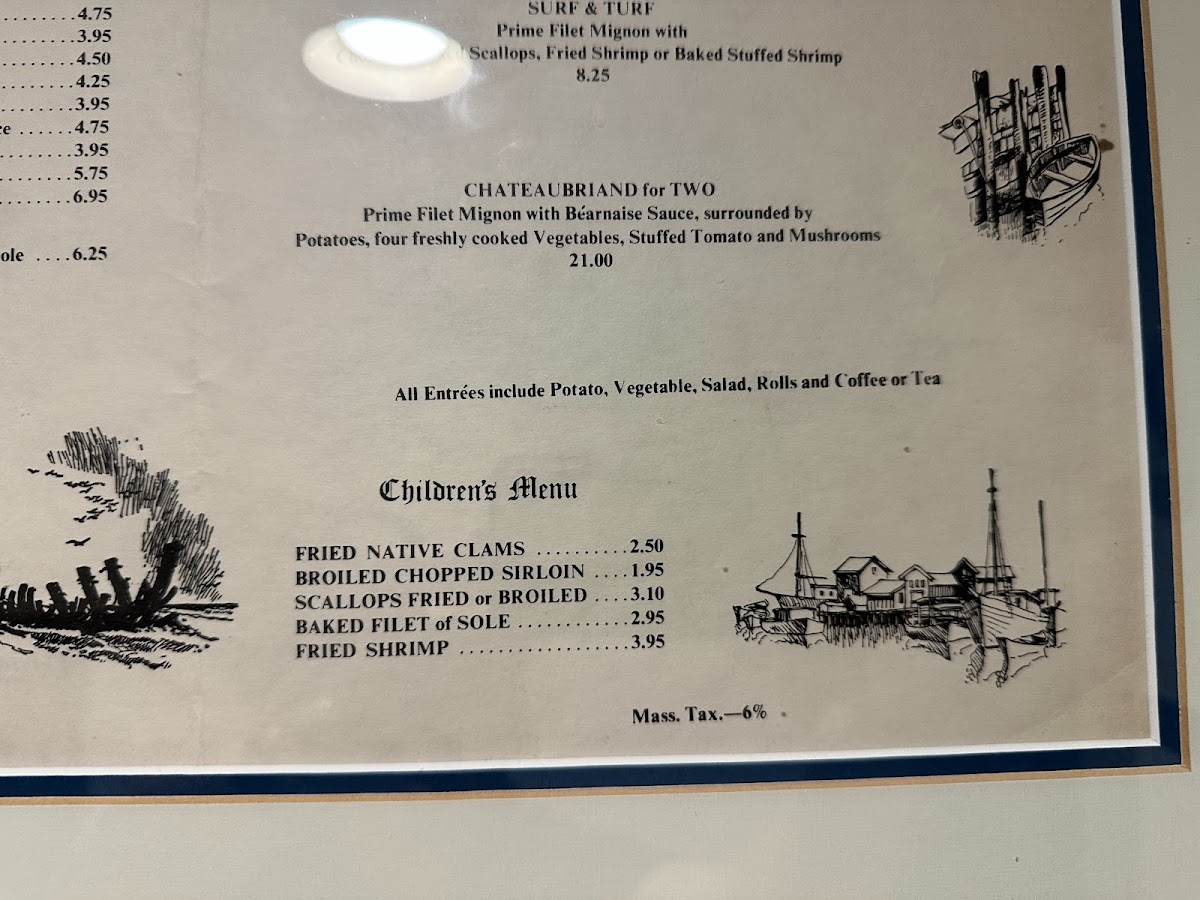 ........4.75
........3.95
........4.50
........4.25
........3.95
......4.75
........3.95
........5.75
........6.95
ole ....6.25
SURF & TURF
Prime Filet Mignon with
Scallops, Fried Shrimp or Baked Stuffed Shrimp
8.25
CHATEAUBRIAND for TWO
Prime Filet Mignon with Béarnaise Sauce, surrounded by
Potatoes, four freshly cooked Vegetables, Stuffed Tomato and Mushrooms
21.00
All Entrées include Potato, Vegetable, Salad, Rolls and Coffee or Tea
Children's Menu
FRIED NATIVE CLAMS ..........2.50
BROILED CHOPPED SIRLOIN ....1.95
SCALLOPS FRIED or BROILED ....3.10
BAKED FILET of SOLE ............2.95
FRIED SHRIMP ..................3.95
Mass. Tax.—6%